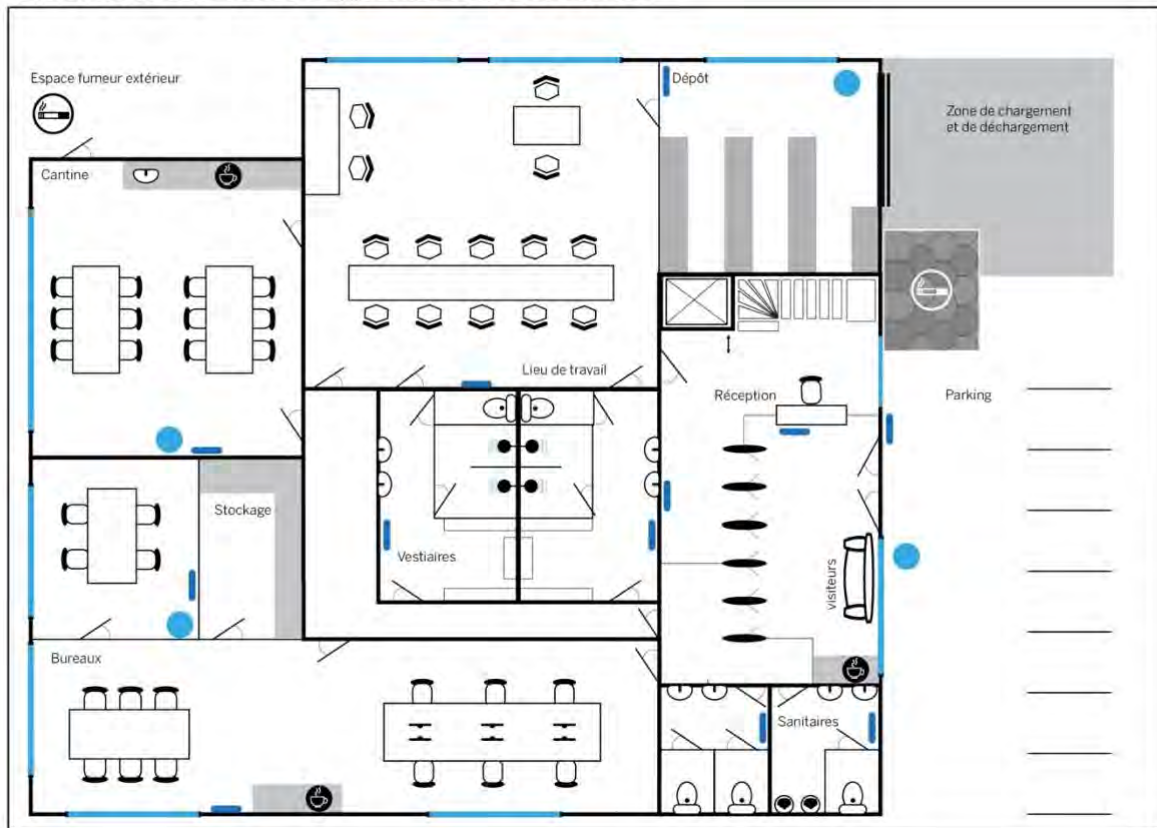 Espace fumeur extérieur
Dépôt
Zone de chargement
et de déchargement
Cantine
Lieu de travail
Réception
Parking
Stockage
Vestiaires
visiteurs
Bureaux
Sanitaires